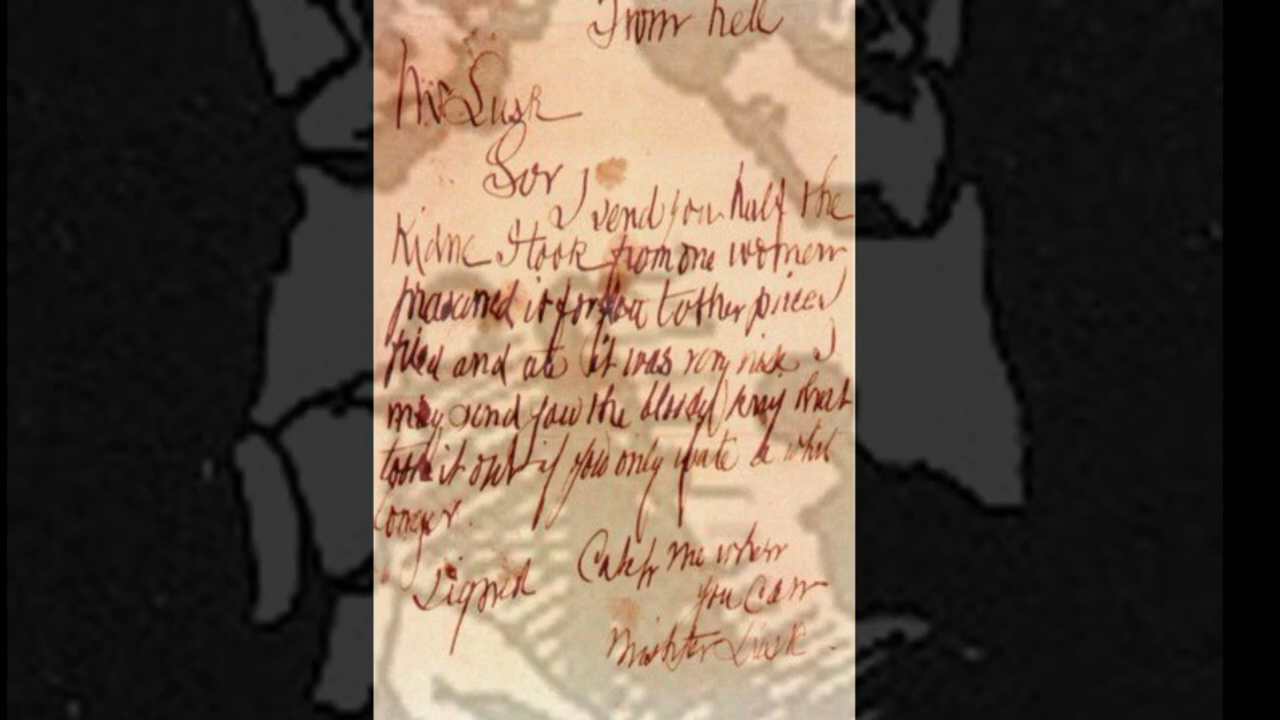 From hell
Mr Lusk
Sor
I send you half the
Kidne I took from one women
prasarved it for you tother piece I
fried and ate it was very nise I
may send you the bloody knif that
took it out if you only wate a whil
longer.
signed Catch me when
you Can
Mishter Lusk.